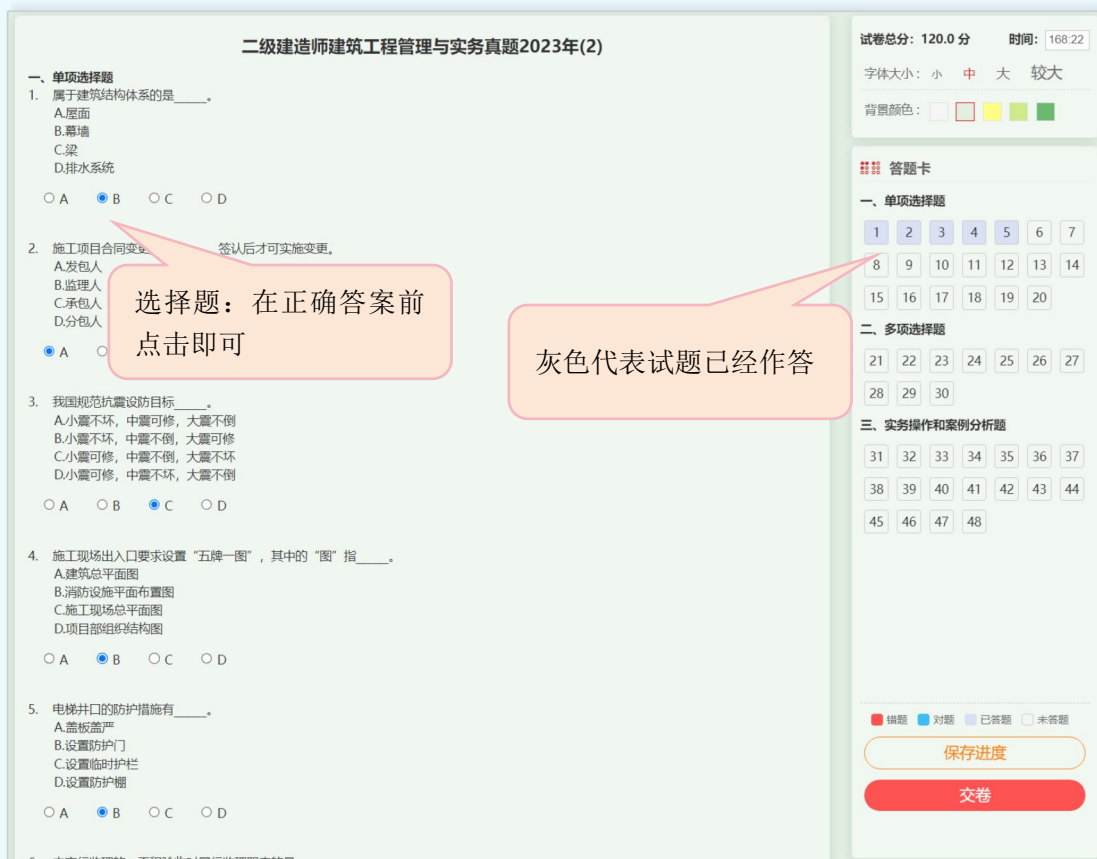 二级建造师建筑工程管理与实务真题2023年(2)
一、单项选择题
1. 属于建筑结构体系的是_____。
A.屋面
B.幕墙
C.梁
D.排水系统
A B C D
2. 施工项目合同变更 签认后才可实施变更。
A.发包人
B.监理人
C.承包人
D.分包人
A
选择题：在正确答案前
点击即可
3. 我国规范抗震设防目标_____。
A.小震不坏，中震可修，大震不倒
B.小震不坏，中震不倒，大震可修
C.小震可修，中震不倒，大震不坏
D.小震可修，中震不坏，大震不倒
A B C D
4. 施工现场出入口要求设置“五牌一图”，其中的“图”指_____。
A.建筑总平面图
B.消防设施平面布置图
C.施工现场总平面图
D.项目部组织结构图
A B C D
5. 电梯井口的防护措施有_____。
A.盖板盖严
B.设置防护门
C.设置临时护栏
D.设置防护棚
A B C D
灰色代表试题已经作答
试卷总分：120.0 分 时间：168:22
字体大小：小 中 大 较大
背景颜色：
答题卡
一、单项选择题
1 2 3 4 5 6 7
8 9 10 11 12 13 14
15 16 17 18 19 20
二、多项选择题
21 22 23 24 25 26 27
28 29 30
三、实务操作和案例分析题
31 32 33 34 35 36 37
38 39 40 41 42 43 44
45 46 47 48
错题 对题 已答题 未答题
保存进度
交卷